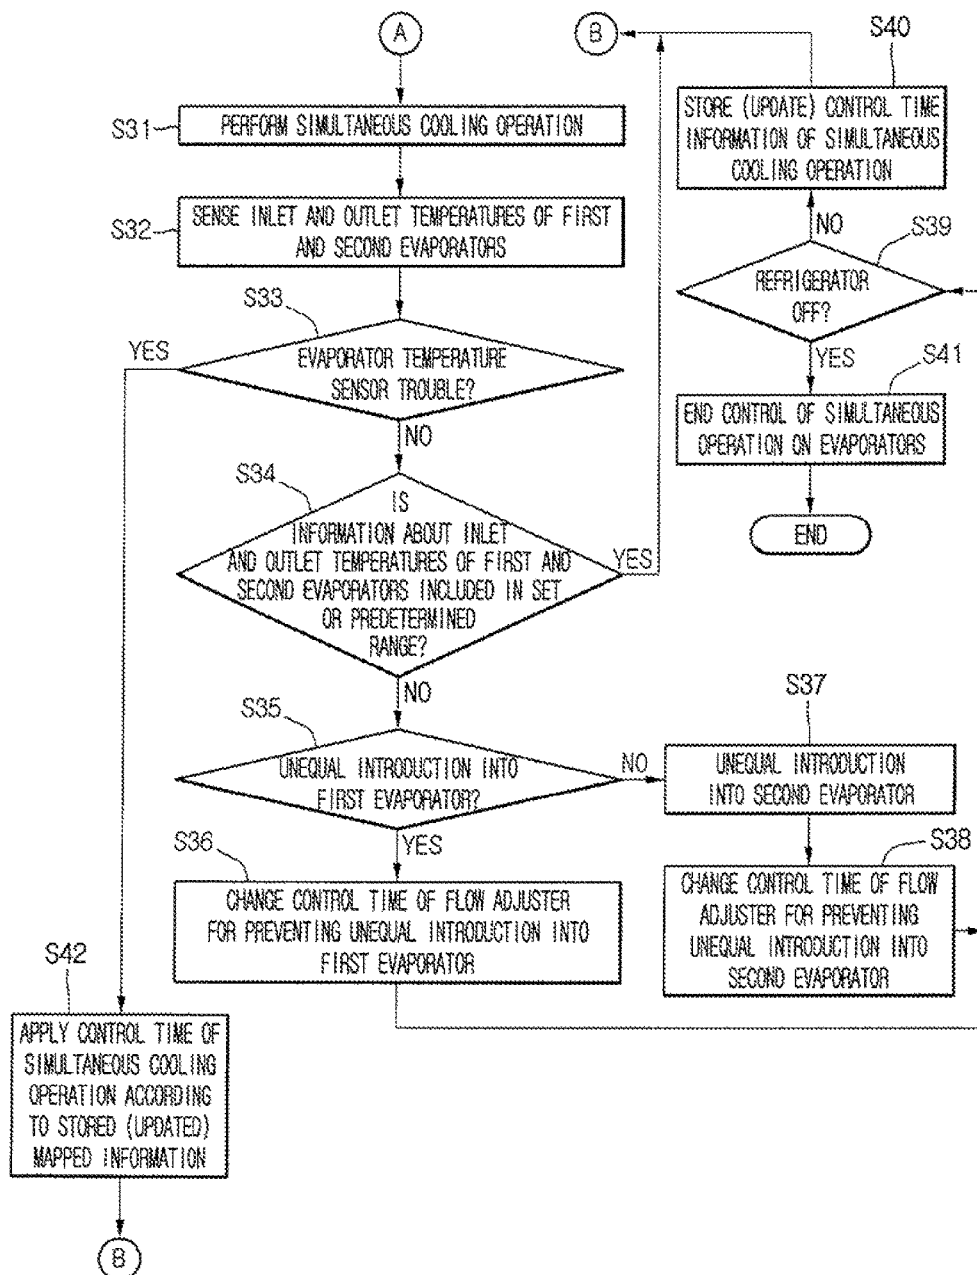 A
S31
PERFORM SIMULTANEOUS COOLING OPERATION
S32
SENSE INLET AND OUTLET TEMPERATURES OF FIRST
AND SECOND EVAPORATORS
S33
YES
EVAPORATOR TEMPERATURE
SENSOR TROUBLE?
NO
S34
IS
INFORMATION ABOUT INLET
AND OUTLET TEMPERATURES OF FIRST AND
SECOND EVAPORATORS INCLUDED IN SET
OR PREDETERMINED
RANGE?
YES
NO
S35
UNEQUAL INTRODUCTION INTO
FIRST EVAPORATOR?
NO
YES
S36
CHANGE CONTROL TIME OF FLOW ADJUSTER
FOR PREVENTING UNEQUAL INTRODUCTION INTO
FIRST EVAPORATOR
S42
APPLY CONTROL TIME OF
SIMULTANEOUS COOLING
OPERATION ACCORDING
TO STORED (UPDATED)
MAPPED INFORMATION
B
B
S40
STORE (UPDATE) CONTROL TIME
INFORMATION OF SIMULTANEOUS
COOLING OPERATION
NO
S39
REFRIGERATOR
OFF?
YES
S41
END CONTROL OF SIMULTANEOUS
OPERATION ON EVAPORATORS
END
S37
UNEQUAL INTRODUCTION
INTO SECOND EVAPORATOR
S38
CHANGE CONTROL TIME OF FLOW
ADJUSTER FOR PREVENTING
UNEQUAL INTRODUCTION INTO
SECOND EVAPORATOR